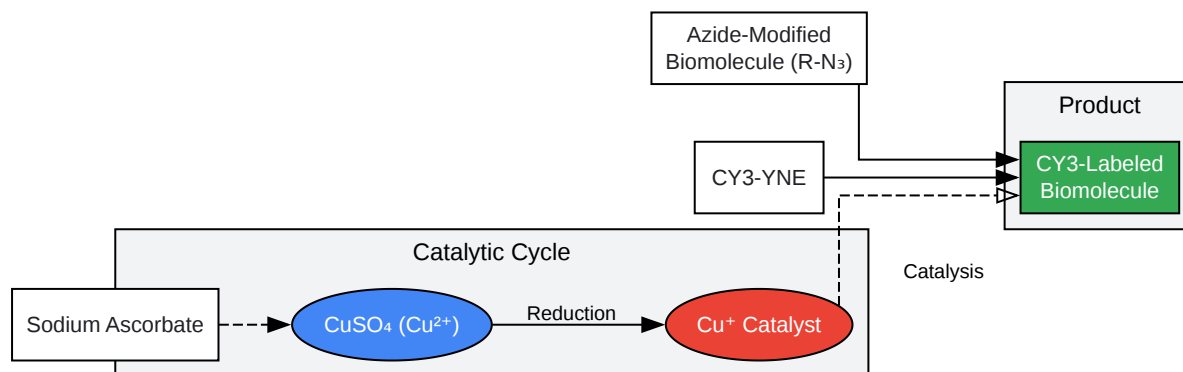 Azide-Modified
Biomolecule (R-N₃)
Product
CY3-YNE
CY3-Labeled
Biomolecule
Catalytic Cycle
Catalysis
Sodium Ascorbate
CuSO₄ (Cu²⁺)
Reduction
Cu⁺ Catalyst